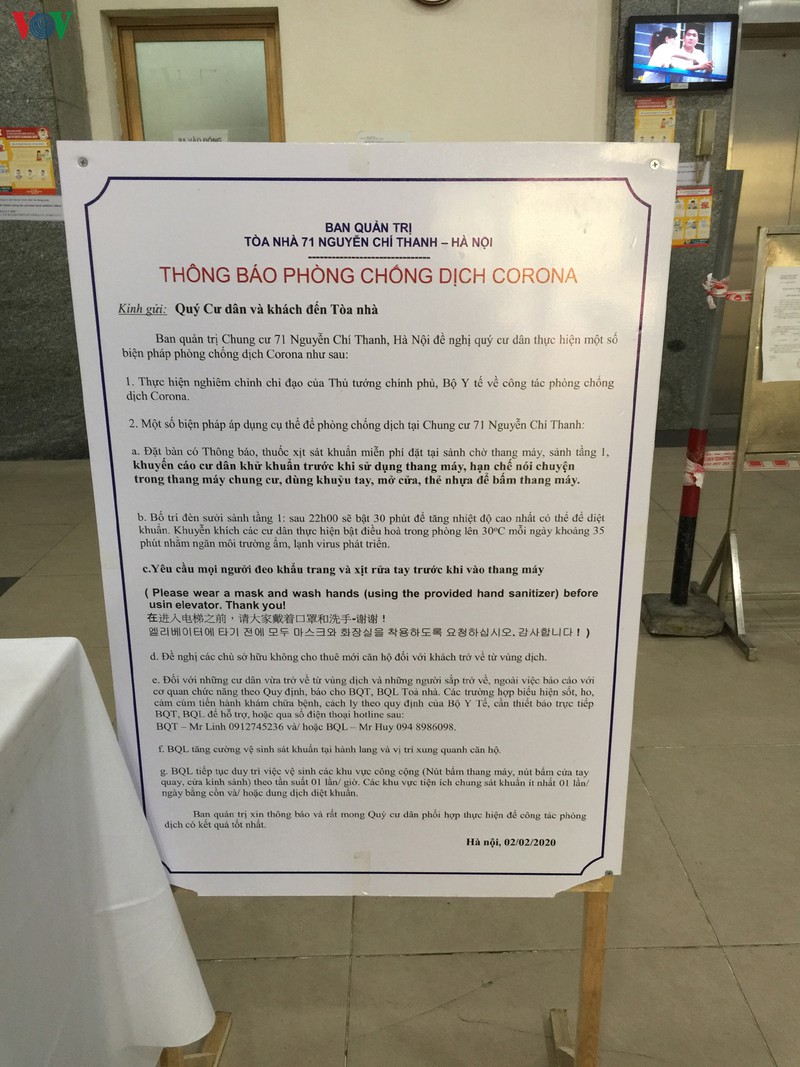 VOV
RA VÀO ĐÓNG
BAN QUẢN TRỊ
TÒA NHÀ 71 NGUYỄN CHÍ THANH – HÀ NỘI
THÔNG BÁO PHÒNG CHỐNG DỊCH CORONA
Kính gửi: Quý Cư dân và khách đến Tòa nhà
Ban quản trị Chung cư 71 Nguyễn Chí Thanh, Hà Nội đề nghị quý cư dân thực hiện một số
biện pháp phòng chống dịch Corona như sau:
1. Thực hiện nghiêm chỉnh chỉ đạo của Thủ tướng chính phủ, Bộ Y tế về công tác phòng chống
dịch Corona.
2. Một số biện pháp áp dụng cụ thể để phòng chống dịch tại Chung cư 71 Nguyễn Chí Thanh:
a. Đặt bàn có Thông báo, thuốc xịt sát khuẩn miễn phí đặt tại sảnh chờ thang máy, sảnh tầng 1,
khuyến cáo cư dân khử khuẩn trước khi sử dụng thang máy, hạn chế nói chuyện
trong thang máy chung cư, dùng khuỷu tay, mở cửa, thẻ nhựa để bấm thang máy.
b. Bố trí đèn sưởi sảnh tầng 1: sau 22h00 sẽ bật 30 phút để tăng nhiệt độ cao nhất có thể để diệt
khuẩn. Khuyến khích các cư dân thực hiện bật điều hoà trong phòng lên 30ºC mỗi ngày khoảng 35
phút nhằm ngăn môi trường ẩm, lạnh virus phát triển.
c.Yêu cầu mọi người đeo khẩu trang và xịt rửa tay trước khi vào thang máy
( Please wear a mask and wash hands (using the provided hand sanitizer) before
usin elevator. Thank you!
在进入电梯之前，请大家戴着口罩和洗手-谢谢！
엘리베이터에 타기 전에 모두 마스크와 화장실을 착용하도록 요청하십시오. 감사합니다 ! )
d. Đề nghị các chủ sở hữu không cho thuê mới căn hộ đối với khách trở về từ vùng dịch.
e. Đối với những cư dân vừa trở về từ vùng dịch và những người sắp trở về, ngoài việc báo cáo với
cơ quan chức năng theo Quy định, báo cho BQT, BQL Toà nhà. Các trường hợp biểu hiện sốt, ho,
cảm cúm tiến hành khám chữa bệnh, cách ly theo quy định của Bộ Y Tế, cần thiết báo trực tiếp
BQT, BQL để hỗ trợ, hoặc qua số điện thoại hotline sau:
BQT – Mr Linh 0912745236 và/ hoặc BQL – Mr Huy 094 8986098.
f. BQL tăng cường vệ sinh sát khuẩn tại hành lang và vị trí xung quanh căn hộ.
g. BQL tiếp tục duy trì việc vệ sinh các khu vực công cộng (Nút bấm thang máy, nút bấm cửa tay
quay, cửa kính sảnh) theo tần suất 01 lần/ giờ. Các khu vực tiện ích chung sát khuẩn ít nhất 01 lần/
ngày bằng cồn và/ hoặc dung dịch diệt khuẩn.
Ban quản trị xin thông báo và rất mong Quý cư dân phối hợp thực hiện để công tác phòng
dịch có kết quả tốt nhất.
Hà nội, 02/02/2020